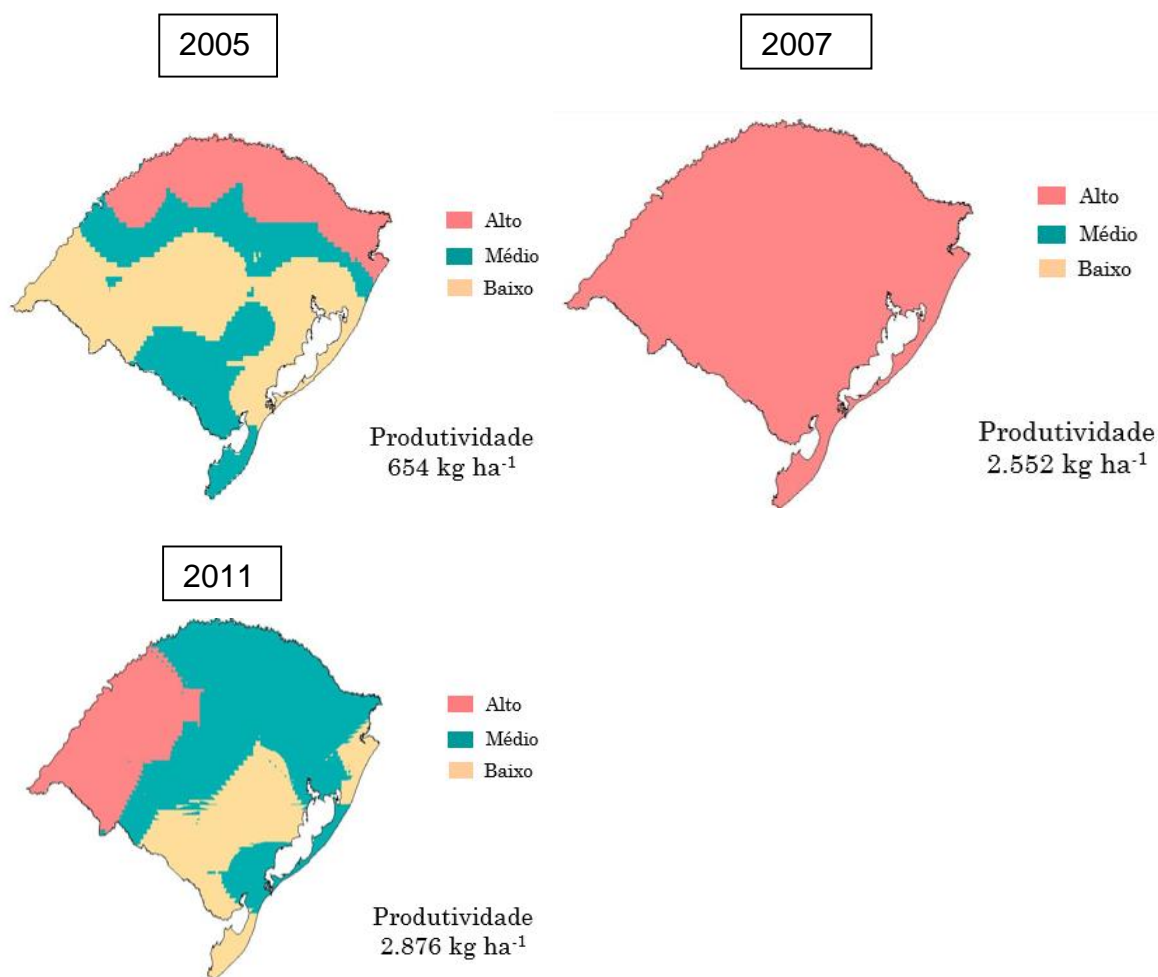 2005
Alto
Médio
Baixo
Produtividade
654 kg ha⁻¹
2007
Alto
Médio
Baixo
Produtividade
2.552 kg ha⁻¹
2011
Alto
Médio
Baixo
Produtividade
2.876 kg ha⁻¹